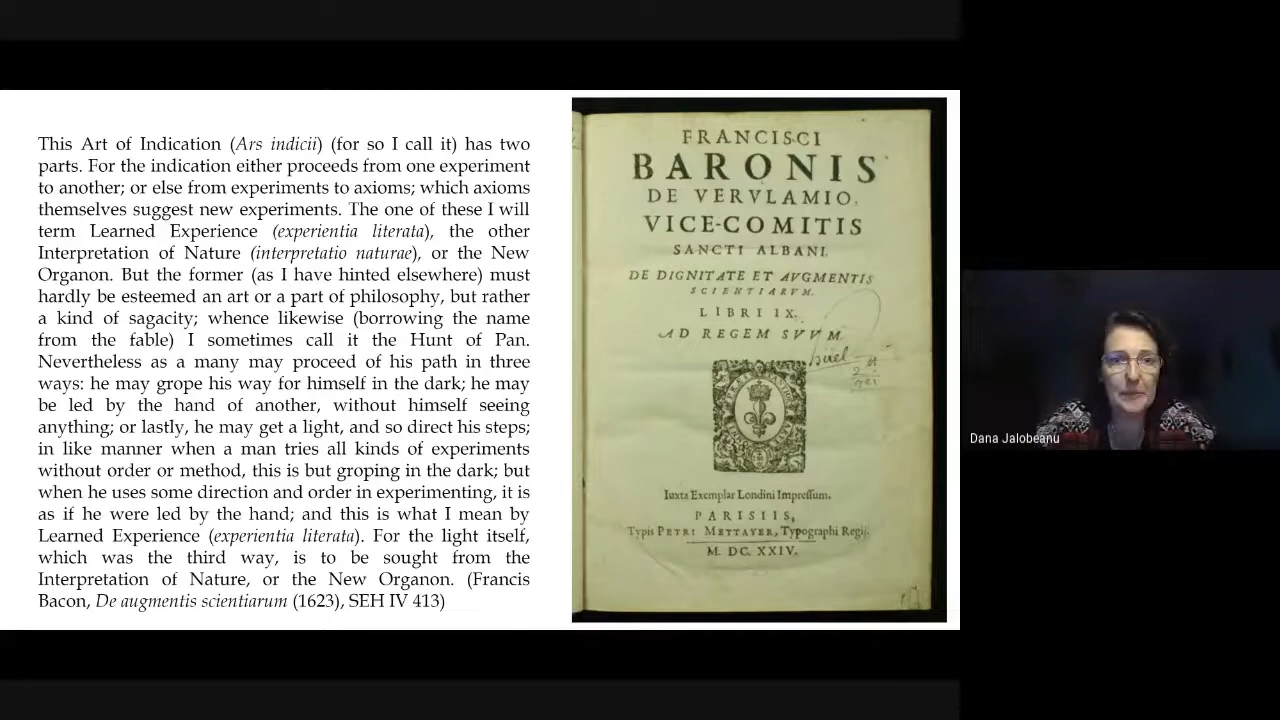 This Art of Indication (Ars indicii) (for so I call it) has two
parts. For the indication either proceeds from one experiment
to another; or else from experiments to axioms; which axioms
themselves suggest new experiments. The one of these I will
term Learned Experience (experientia literata), the other
Interpretation of Nature (interpretatio naturae), or the New
Organon. But the former (as I have hinted elsewhere) must
hardly be esteemed an art or a part of philosophy, but rather
a kind of sagacity; whence likewise (borrowing the name
from the fable) I sometimes call it the Hunt of Pan.
Nevertheless as a many may proceed of his path in three
ways: he may grope his way for himself in the dark; he may
be led by the hand of another, without himself seeing
anything; or lastly, he may get a light, and so direct his steps;
in like manner when a man tries all kinds of experiments
without order or method, this is but groping in the dark; but
when he uses some direction and order in experimenting, it is
as if he were led by the hand; and this is what I mean by
Learned Experience (experientia literata). For the light itself,
which was the third way, is to be sought from the
Interpretation of Nature, or the New Organon. (Francis
Bacon, De augmentis scientiarum (1623), SEH IV 413)
FRANCISCI
BARONIS
DE VERVLAMIO,
VICE-COMITIS
SANCTI ALBANI,
DE DIGNITATE ET AVGMENTIS
SCIENTIARVM.
LIBRI IX.
AD REGEM SVVM
Iuxta Exemplar Londini Impressum.
PARISIIS,
Typis PETRI METTAYER, Typographi Regij.
M. DC. XXIV.
Dana Jalobeanu